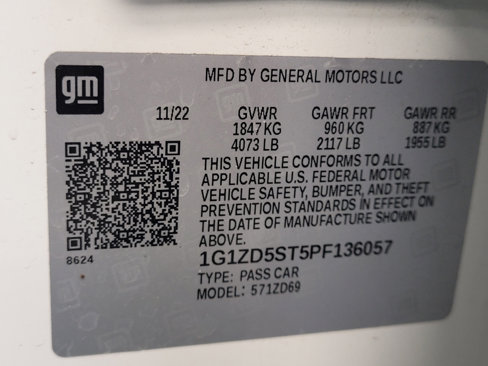 gm
MFD BY GENERAL MOTORS LLC
11/22 GVWR GAWR FRT GAWR RR
1847 KG 960 KG 887 KG
4073 LB 2117 LB 1955 LB
THIS VEHICLE CONFORMS TO ALL
APPLICABLE U.S. FEDERAL MOTOR
VEHICLE SAFETY, BUMPER, AND THEFT
PREVENTION STANDARDS IN EFFECT ON
THE DATE OF MANUFACTURE SHOWN
ABOVE.
8624
1G1ZD5ST5PF136057
TYPE: PASS CAR
MODEL: 571ZD69